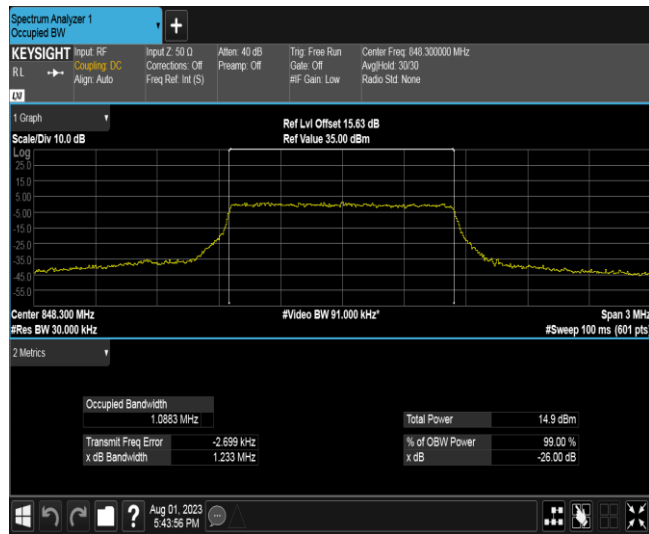 Spectrum Analyzer 1
Occupied BW
+
KEYSIGHT
RL
LXI
Input: RF
Coupling: DC
Align: Auto
Input Z: 50 Ω
Corrections: Off
Freq Ref: Int (S)
Atten: 40 dB
Preamp: Off
Trig: Free Run
Gate: Off
#IF Gain: Low
Center Freq: 848.300000 MHz
Avg|Hold: 30/30
Radio Std: None
1 Graph
Scale/Div 10.0 dB
Ref Lvl Offset 15.63 dB
Ref Value 35.00 dBm
Log
25.0
15.0
5.00
-5.00
-15.0
-25.0
-35.0
-45.0
-55.0
Center 848.300 MHz
#Res BW 30.000 kHz
#Video BW 91.000 kHz*
Span 3 MHz
#Sweep 100 ms (601 pts)
2 Metrics
Occupied Bandwidth
1.0883 MHz
Transmit Freq Error -2.699 kHz
x dB Bandwidth 1.233 MHz
Total Power 14.9 dBm
% of OBW Power 99.00 %
x dB -26.00 dB
?
Aug 01, 2023
5:43:56 PM